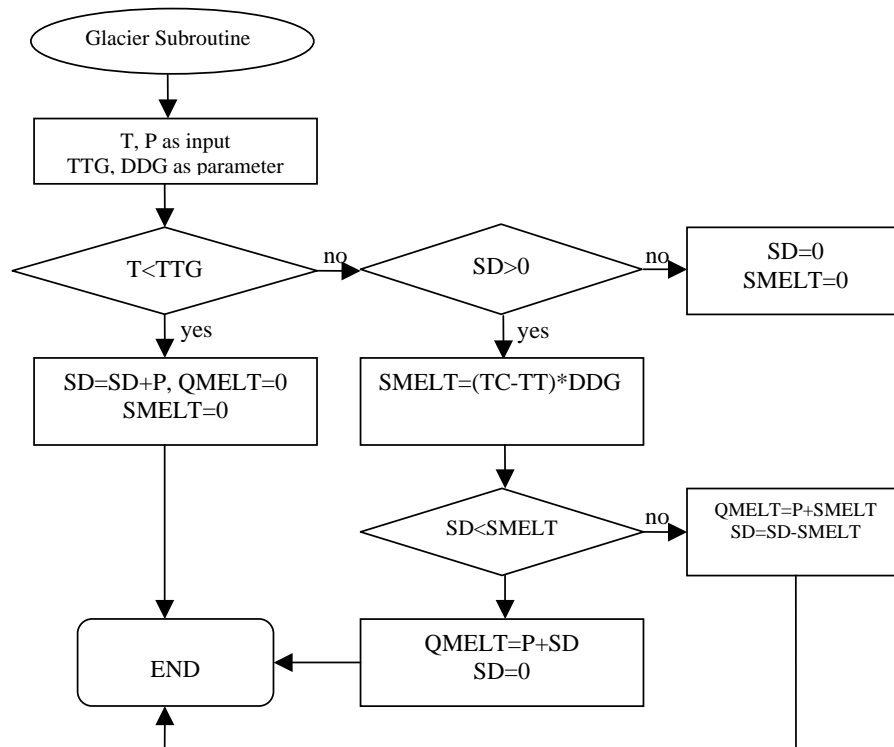 Glacier Subroutine
T, P as input
TTG, DDG as parameter
T<TTG
no
SD>0
no
SD=0
SMELT=0
yes
yes
SD=SD+P, QMELT=0
SMELT=0
SMELT=(TC-TT)*DDG
SD<SMELT
no
QMELT=P+SMELT
SD=SD-SMELT
QMELT=P+SD
SD=0
END